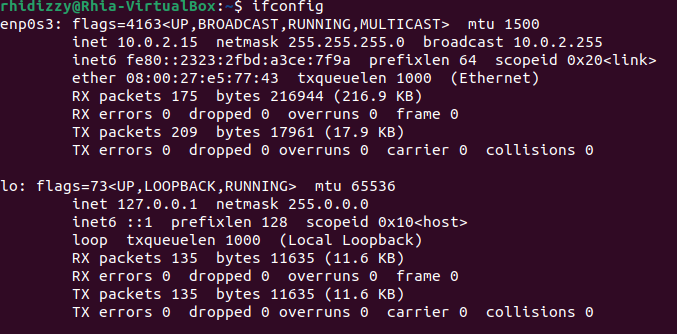 rhidizzy@Rhia-VirtualBox:~$ ifconfig
enp0s3: flags=4163<UP,BROADCAST,RUNNING,MULTICAST>  mtu 1500
        inet 10.0.2.15  netmask 255.255.255.0  broadcast 10.0.2.255
        inet6 fe80::2323:2fbd:a3ce:7f9a  prefixlen 64  scopeid 0x20<link>
        ether 08:00:27:e5:77:43  txqueuelen 1000  (Ethernet)
        RX packets 175  bytes 216944 (216.9 KB)
        RX errors 0  dropped 0  overruns 0  frame 0
        TX packets 209  bytes 17961 (17.9 KB)
        TX errors 0  dropped 0 overruns 0  carrier 0  collisions 0
lo: flags=73<UP,LOOPBACK,RUNNING>  mtu 65536
        inet 127.0.0.1  netmask 255.0.0.0
        inet6 ::1  prefixlen 128  scopeid 0x10<host>
        loop  txqueuelen 1000  (Local Loopback)
        RX packets 135  bytes 11635 (11.6 KB)
        RX errors 0  dropped 0  overruns 0  frame 0
        TX packets 135  bytes 11635 (11.6 KB)
        TX errors 0  dropped 0 overruns 0  carrier 0  collisions 0